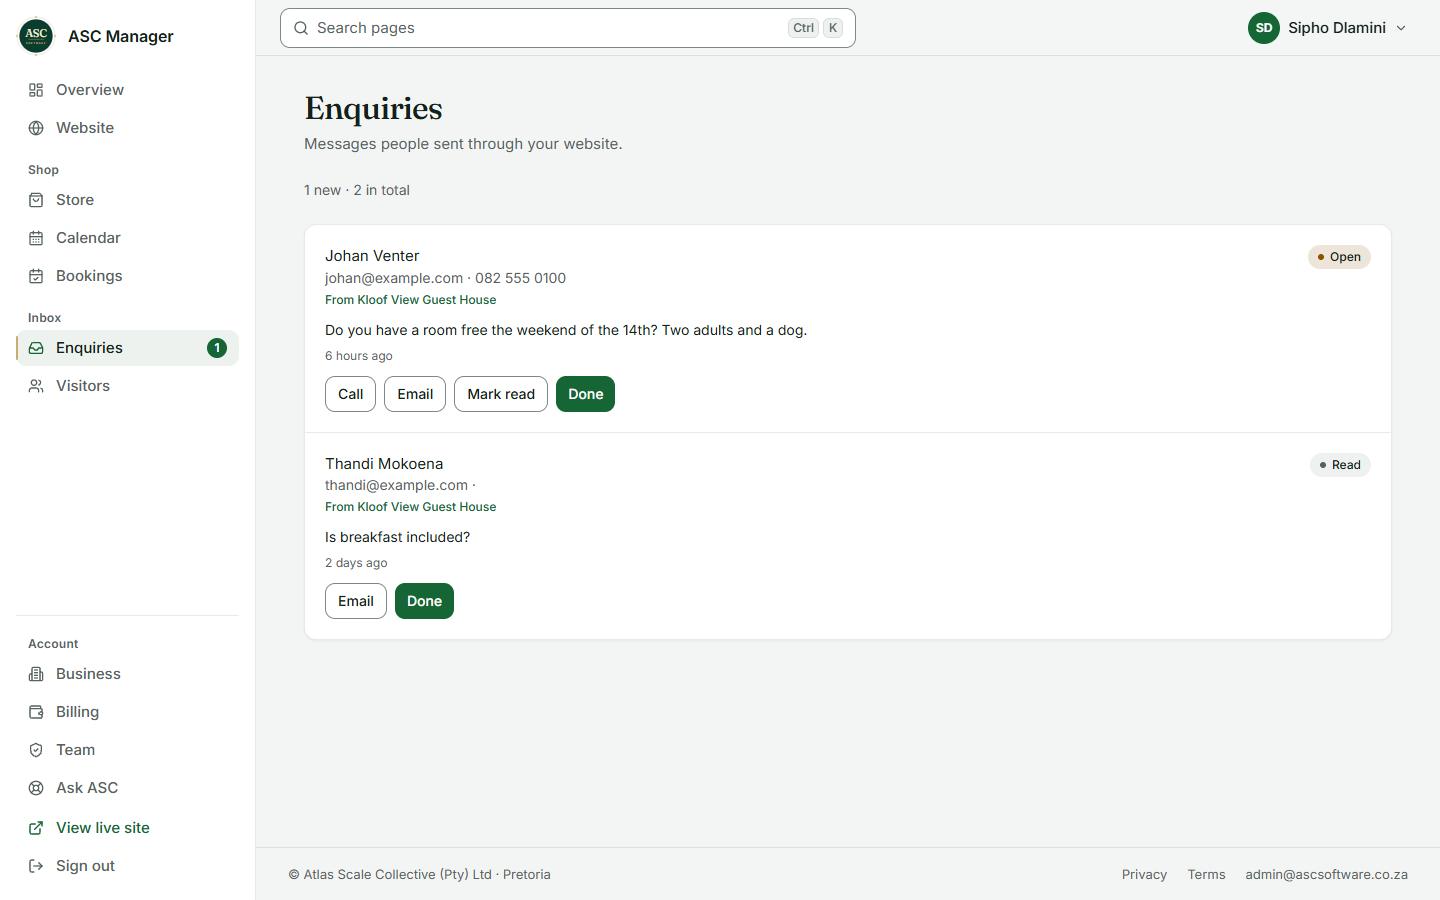 ASC
SOFTWARE
ASC Manager
Overview
Website
Shop
Store
Calendar
Bookings
Inbox
Enquiries 1
Visitors
Account
Business
Billing
Team
Ask ASC
View live site
Sign out
Search pages Ctrl K
SD Sipho Dlamini
Enquiries
Messages people sent through your website.
1 new · 2 in total
Johan Venter Open
johan@example.com · 082 555 0100
From Kloof View Guest House
Do you have a room free the weekend of the 14th? Two adults and a dog.
6 hours ago
Call Email Mark read Done
Thandi Mokoena Read
thandi@example.com ·
From Kloof View Guest House
Is breakfast included?
2 days ago
Email Done
© Atlas Scale Collective (Pty) Ltd · Pretoria
Privacy Terms admin@ascsoftware.co.za